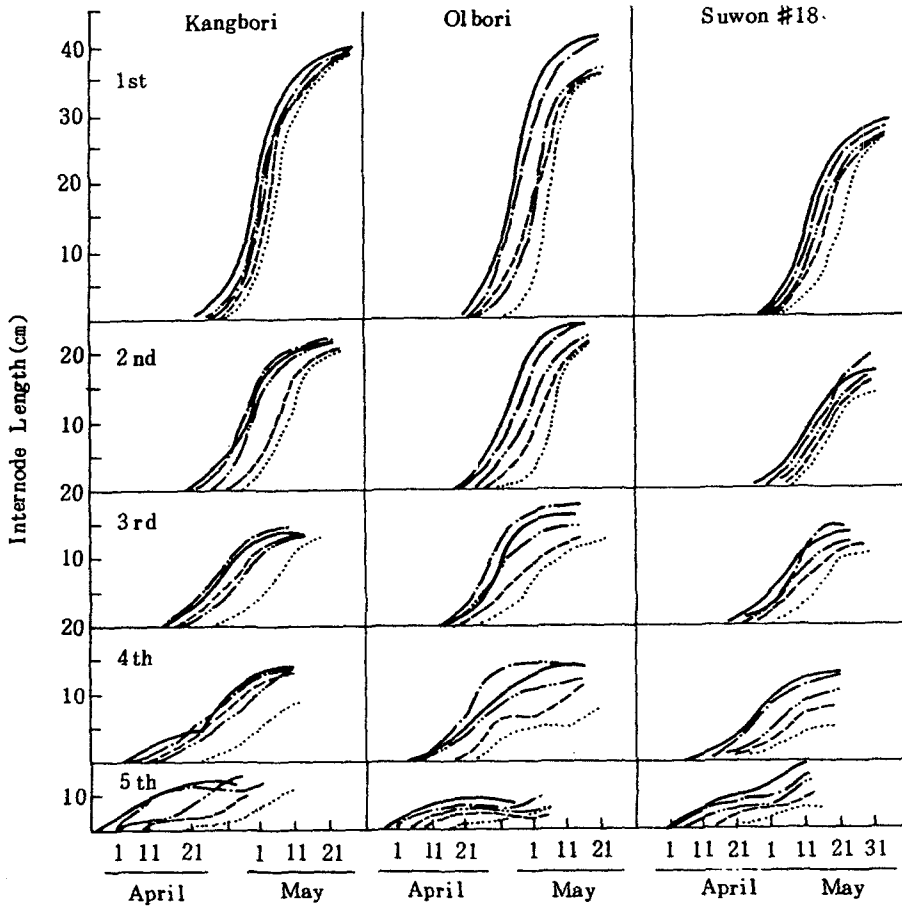 Kangbori
Olbori
Suwon #18
Internode Length (cm)
40
30
20
10
1st
20
10
2nd
20
10
3rd
20
10
4th
10
5th
1 11 21 1 11 21
April May
1 11 21 1 11 21
April May
1 11 21 1 11 21 31
April May